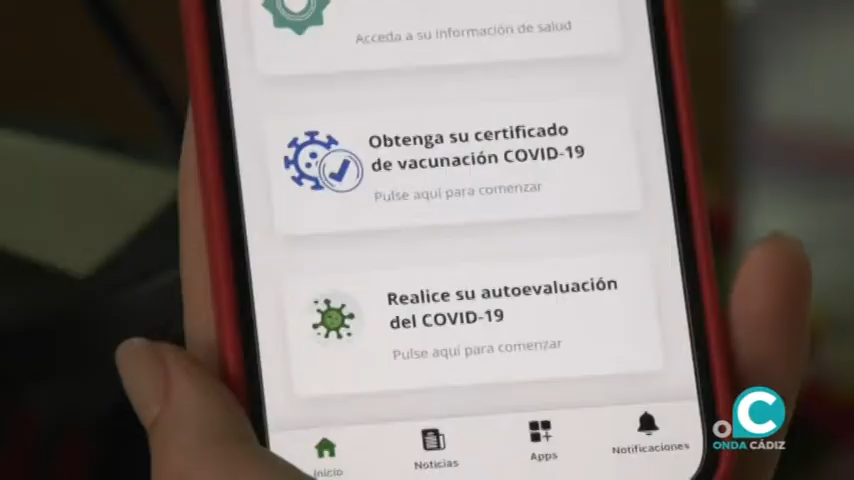 Acceda a su información de salud
Obtenga su certificado
de vacunación COVID-19
Pulse aquí para comenzar
Realice su autoevaluación
del COVID-19
Pulse aquí para comenzar
Inicio
Noticias
Apps
Notificaciones
ONDA CÁDIZ